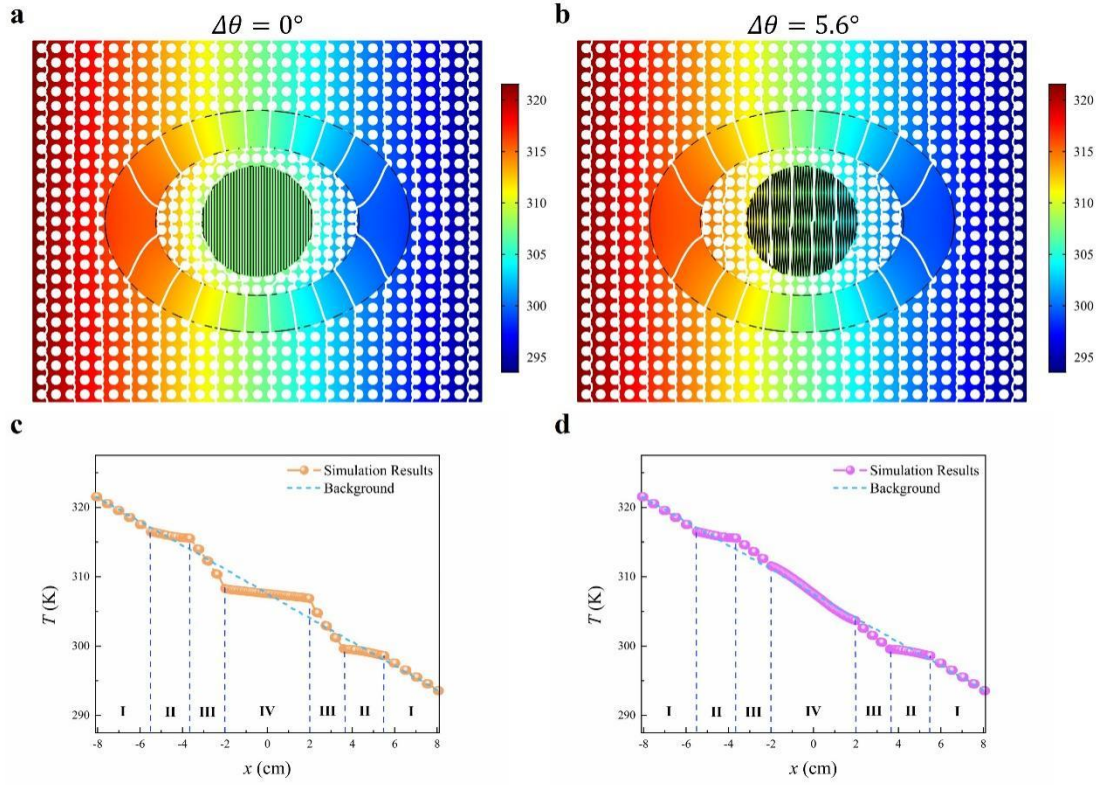 a
Δθ = 0°
320
315
310
305
300
295
b
Δθ = 5.6°
320
315
310
305
300
295
c
Simulation Results
Background
320
310
300
290
T (K)
I II III IV III II I
-8 -6 -4 -2 0 2 4 6 8
x (cm)
d
Simulation Results
Background
320
310
300
290
T (K)
I II III IV III II I
-8 -6 -4 -2 0 2 4 6 8
x (cm)